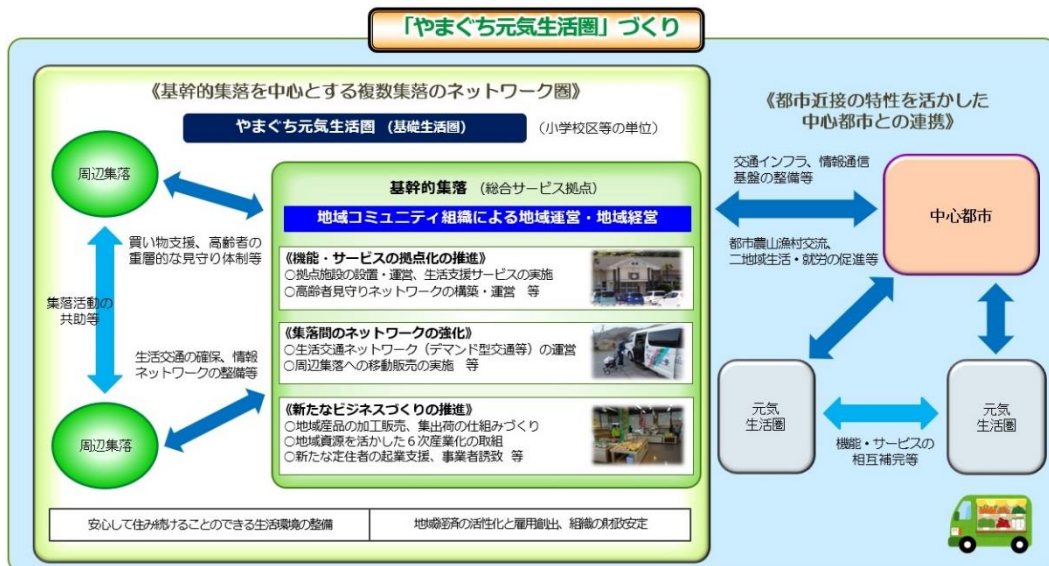 「やまぐち元気生活圏」づくり
《基幹的集落を中心とする複数集落のネットワーク圏》
やまぐち元気生活圏 (基礎生活圏)
(小学校区等の単位)
周辺集落
買い物支援、高齢者の
重層的な見守り体制等
集落活動の
共助等
生活交通の確保、情報
ネットワークの整備等
周辺集落
基幹的集落 (総合サービス拠点)
地域コミュニティ組織による地域運営・地域経営
《機能・サービスの拠点化の推進》
○拠点施設の設置・運営、生活支援サービスの実施
○高齢者見守りネットワークの構築・運営 等
《集落間のネットワークの強化》
○生活交通ネットワーク(デマンド型交通等)の運営
○周辺集落への移動販売の実施 等
《新たなビジネスづくりの推進》
○地域産品の加工販売、集出荷の仕組みづくり
○地域資源を活かした6次産業化の取組
○新たな定住者の起業支援、事業者誘致 等
安心して住み続けることのできる生活環境の整備
地域経済の活性化と雇用創出、組織の財政安定
《都市近接の特性を活かした
中心都市との連携》
交通インフラ、情報通信
基盤の整備等
都市農山漁村交流、
二地域生活・就労の促進等
中心都市
元気
生活圏
機能・サービスの
相互補完等
元気
生活圏